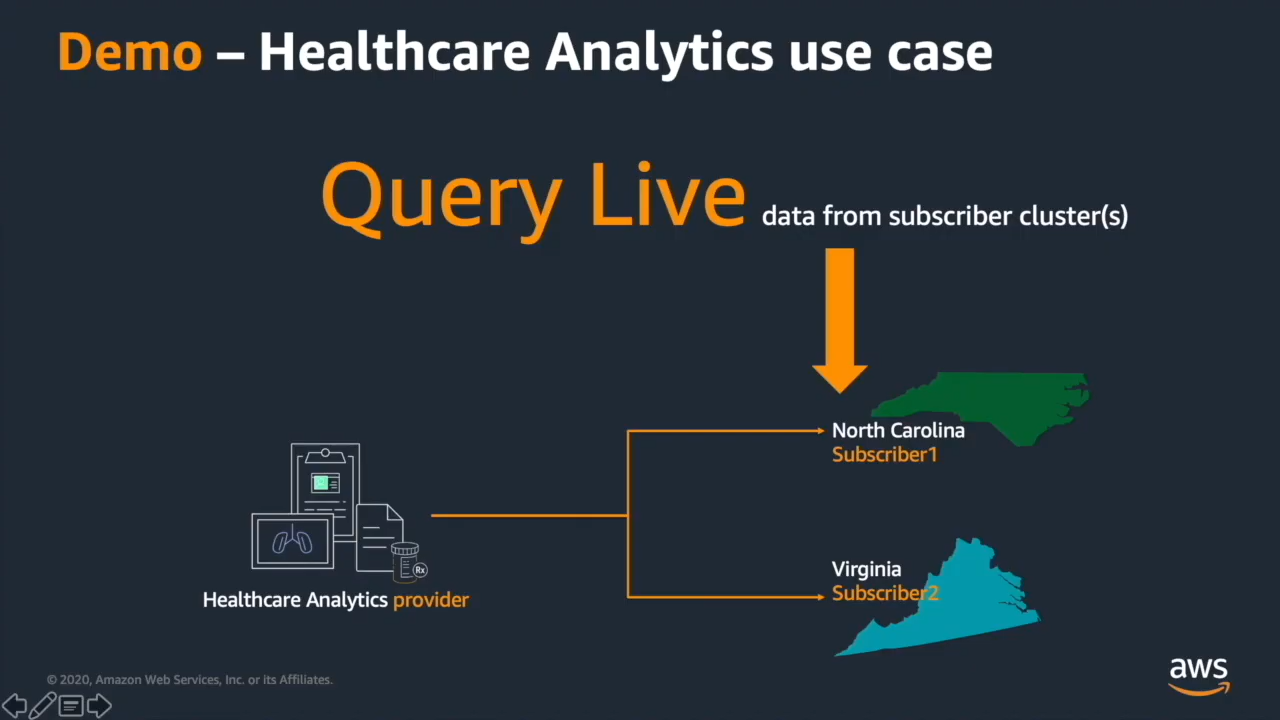 Demo – Healthcare Analytics use case
Query Live data from subscriber cluster(s)
North Carolina
Subscriber1
Rx
Healthcare Analytics provider
Virginia
Subscriber2
© 2020, Amazon Web Services, Inc. or its Affiliates.
aws